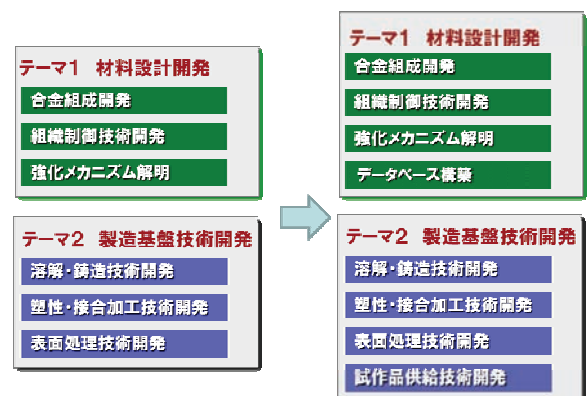 テーマ1 材料設計開発
合金組成開発
組織制御技術開発
強化メカニズム解明
テーマ2 製造基盤技術開発
溶解・鋳造技術開発
塑性・接合加工技術開発
表面処理技術開発
テーマ1 材料設計開発
合金組成開発
組織制御技術開発
強化メカニズム解明
データベース構築
テーマ2 製造基盤技術開発
溶解・鋳造技術開発
塑性・接合加工技術開発
表面処理技術開発
試作品供給技術開発